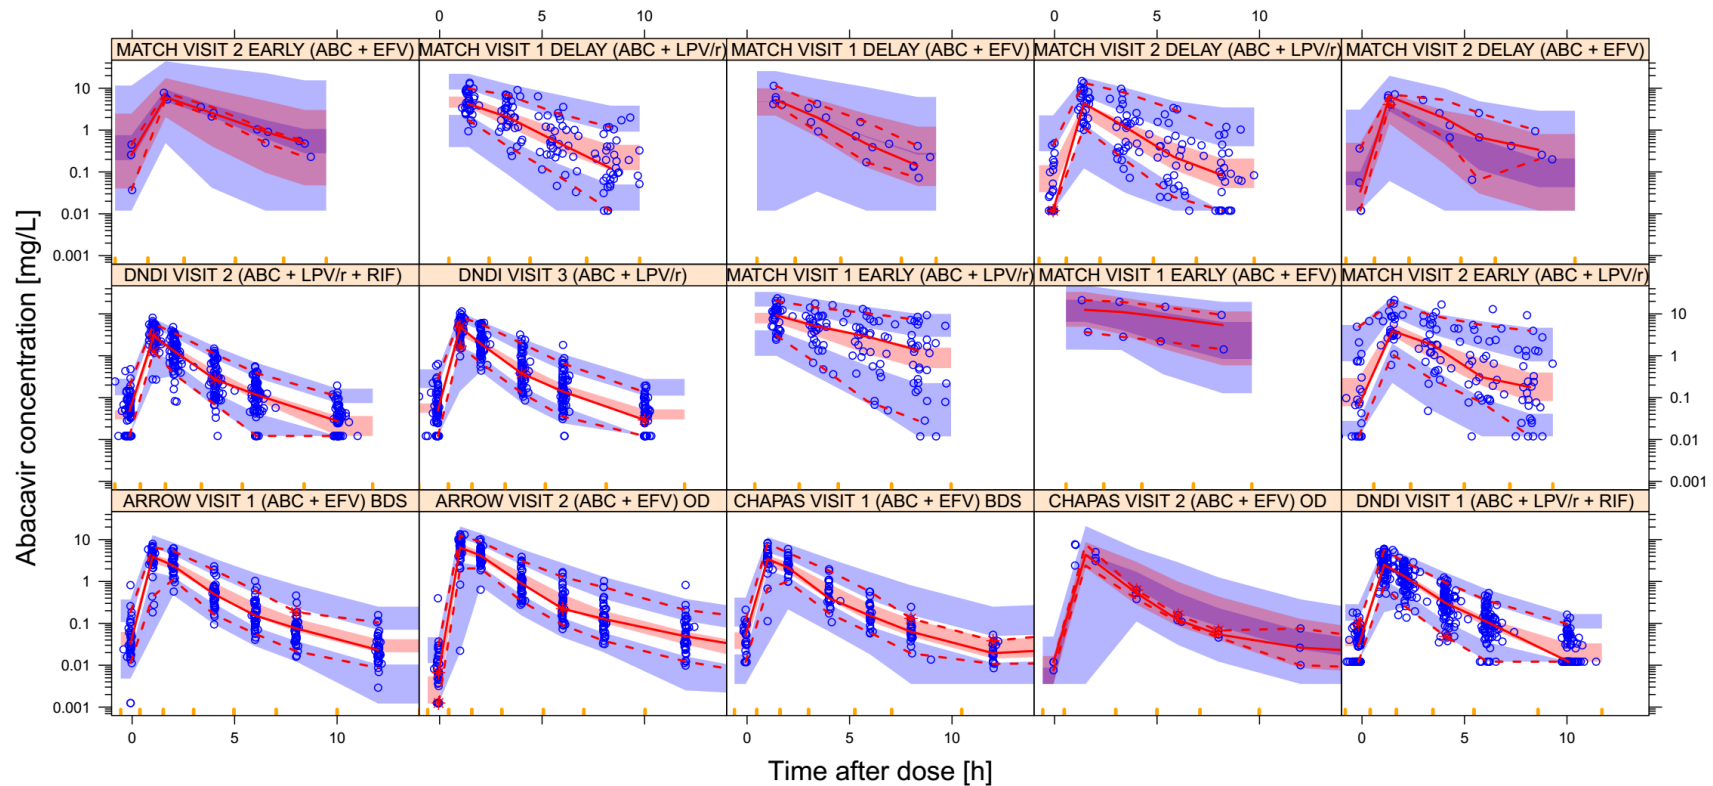 0 5 10 0 5 10
MATCH VISIT 2 EARLY (ABC + EFV) MATCH VISIT 1 DELAY (ABC + LPV/r) MATCH VISIT 1 DELAY (ABC + EFV) MATCH VISIT 2 DELAY (ABC + LPV/r) MATCH VISIT 2 DELAY (ABC + EFV)
10
1
0.1
0.01
0.001
DNDI VISIT 2 (ABC + LPV/r + RIF) DNDI VISIT 3 (ABC + LPV/r) MATCH VISIT 1 EARLY (ABC + LPV/r) MATCH VISIT 1 EARLY (ABC + EFV) MATCH VISIT 2 EARLY (ABC + LPV/r)
10
1
0.1
0.01
0.001
ARROW VISIT 1 (ABC + EFV) BDS ARROW VISIT 2 (ABC + EFV) OD CHAPAS VISIT 1 (ABC + EFV) BDS CHAPAS VISIT 2 (ABC + EFV) OD DNDI VISIT 1 (ABC + LPV/r + RIF)
10
1
0.1
0.01
0.001
0 5 10 0 5 10 0 5 10
Time after dose [h]
Abacavir concentration [mg/L]